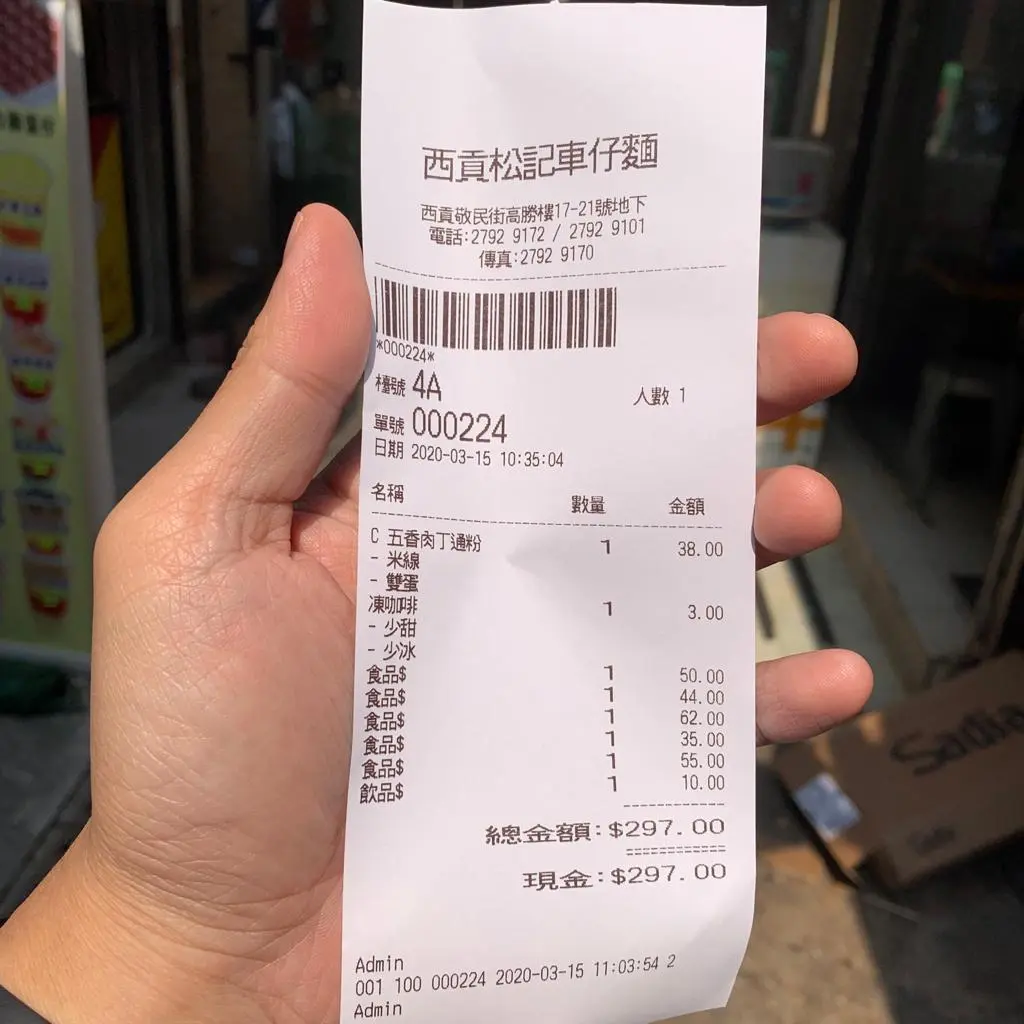 西貢松記車仔麵
西貢敬民街高勝樓17-21號地下
電話:2792 9172 / 2792 9101
傳真:2792 9170
*000224*
檯號 4A 人數 1
單號 000224
日期 2020-03-15 10:35:04
名稱 數量 金額
C 五香肉丁通粉 1 38.00
- 米線
- 雙蛋
凍咖啡 1 3.00
- 少甜
- 少冰
食品$ 1 50.00
食品$ 1 44.00
食品$ 1 62.00
食品$ 1 35.00
食品$ 1 55.00
飲品$ 1 10.00
總金額:$297.00
現金:$297.00
Admin
001 100 000224 2020-03-15 11:03:54 2
Admin
Sadia